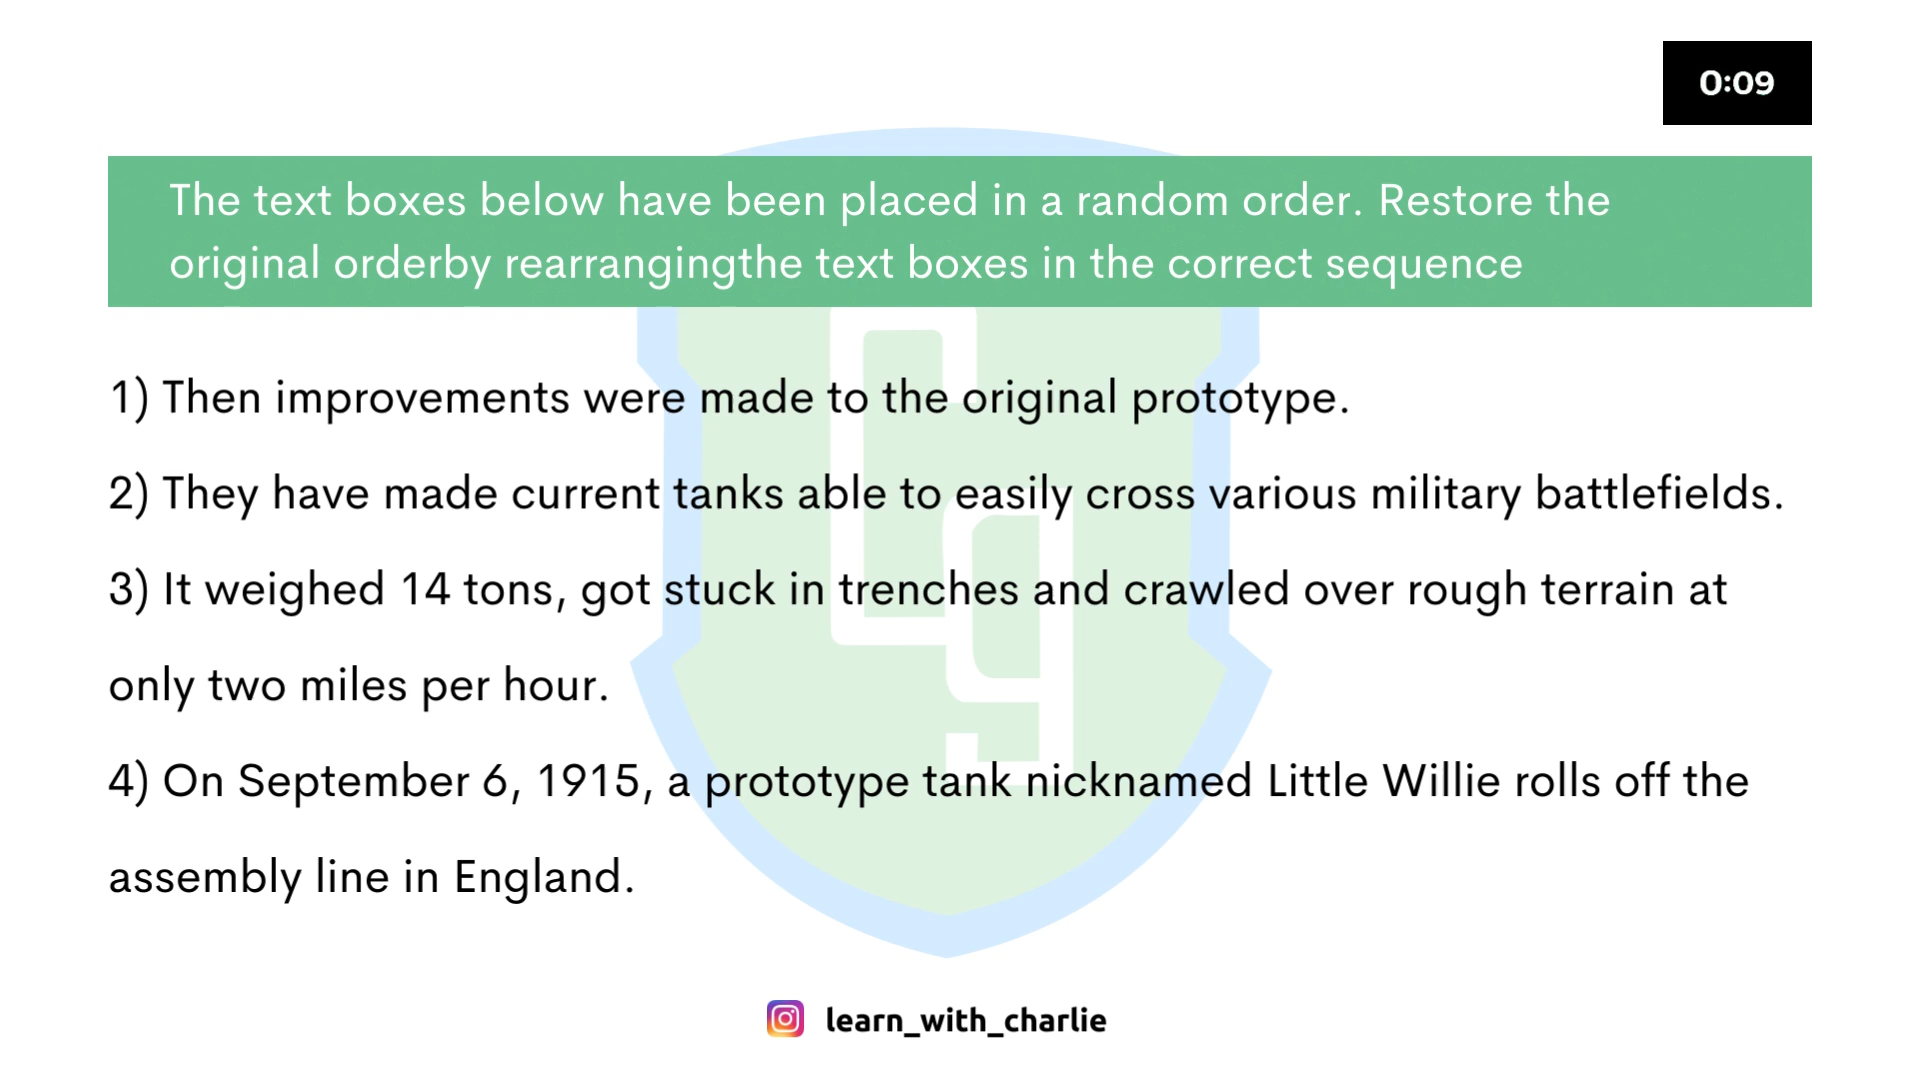 0:09
The text boxes below have been placed in a random order. Restore the
original orderby rearrangingthe text boxes in the correct sequence
1) Then improvements were made to the original prototype.
2) They have made current tanks able to easily cross various military battlefields.
3) It weighed 14 tons, got stuck in trenches and crawled over rough terrain at
only two miles per hour.
4) On September 6, 1915, a prototype tank nicknamed Little Willie rolls off the
assembly line in England.
learn_with_charlie